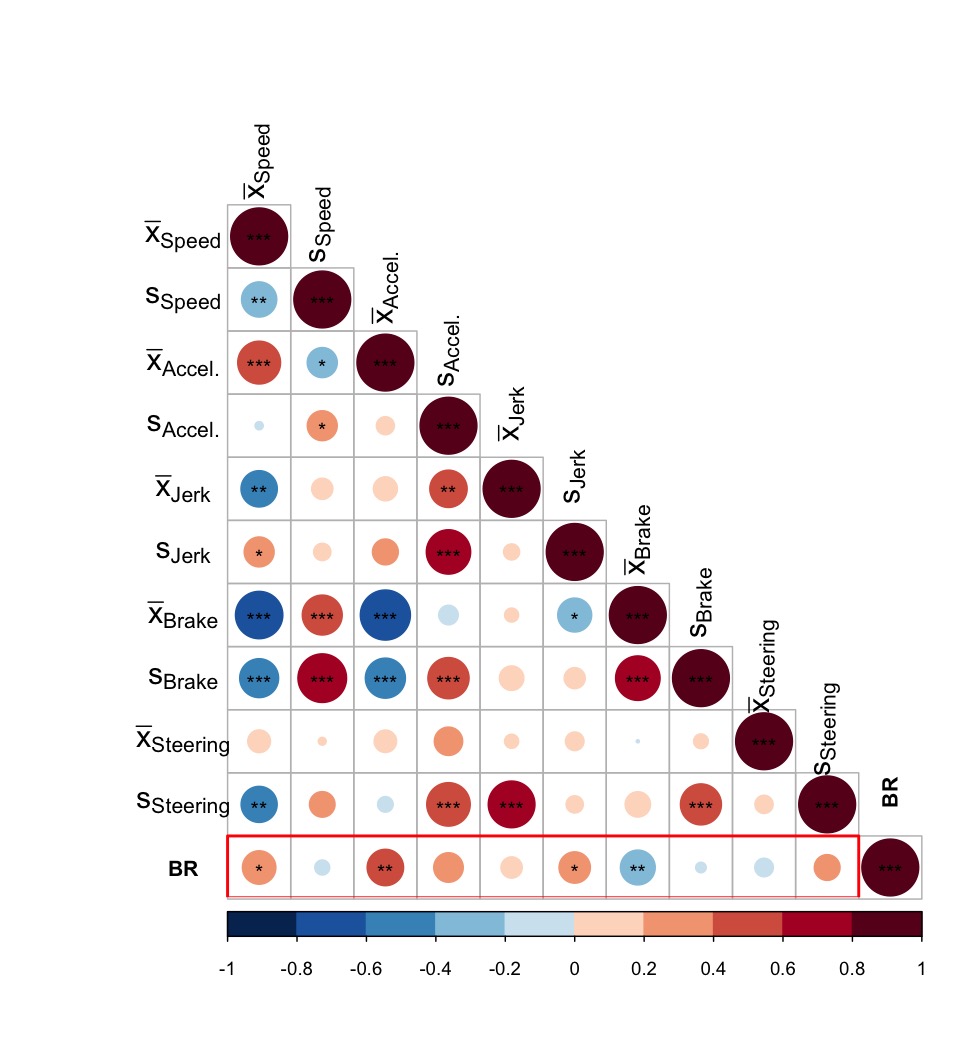 x̄Speed
sSpeed
x̄Accel.
sAccel.
x̄Jerk
sJerk
x̄Brake
sBrake
x̄Steering
sSteering
BR
x̄Speed ***
sSpeed ** ***
x̄Accel. *** * ***
sAccel. * ***
x̄Jerk ** ** ***
sJerk * *** ***
x̄Brake *** *** *** * ***
sBrake *** *** *** *** *** ***
x̄Steering ***
sSteering ** *** *** *** ***
BR * ** * ** ***
-1 -0.8 -0.6 -0.4 -0.2 0 0.2 0.4 0.6 0.8 1